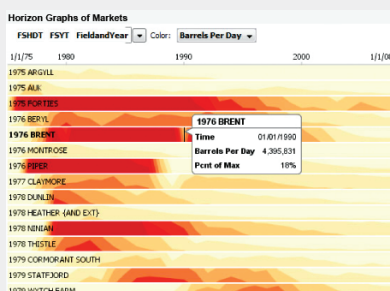 Horizon Graphs of Markets
FSHDT FSYT FieldandYear Color: Barrels Per Day
1/1/75 1980 1990 2000 1/1/0
1975 ARGYLL
1975 AUK
1975 FORTIES
1976 BERYL
1976 BRENT
1976 MONTROSE
1976 PIPER
1977 CLAYMORE
1978 DUNLIN
1978 HEATHER {AND EXT}
1978 NINIAN
1978 THISTLE
1979 CORMORANT SOUTH
1979 STATFJORD
1979 WYTCH FARM
1976 BRENT
Time 01/01/1990
Barrels Per Day 4,395,831
Pcnt of Max 18%